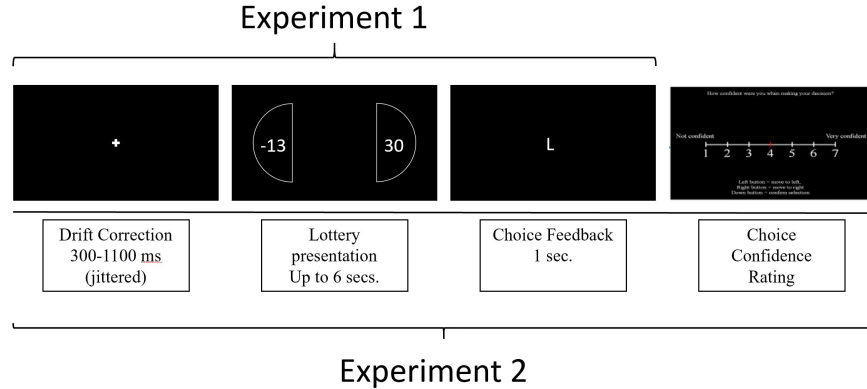 Experiment 1
+
-13
30
L
How confident were you when making your decision?
Not confident
Very confident
1 2 3 4 5 6 7
Left button = move to left,
Right button = move to right
Down button = confirm selection
Drift Correction
300-1100 ms
(jittered)
Lottery
presentation
Up to 6 secs.
Choice Feedback
1 sec.
Choice
Confidence
Rating
Experiment 2